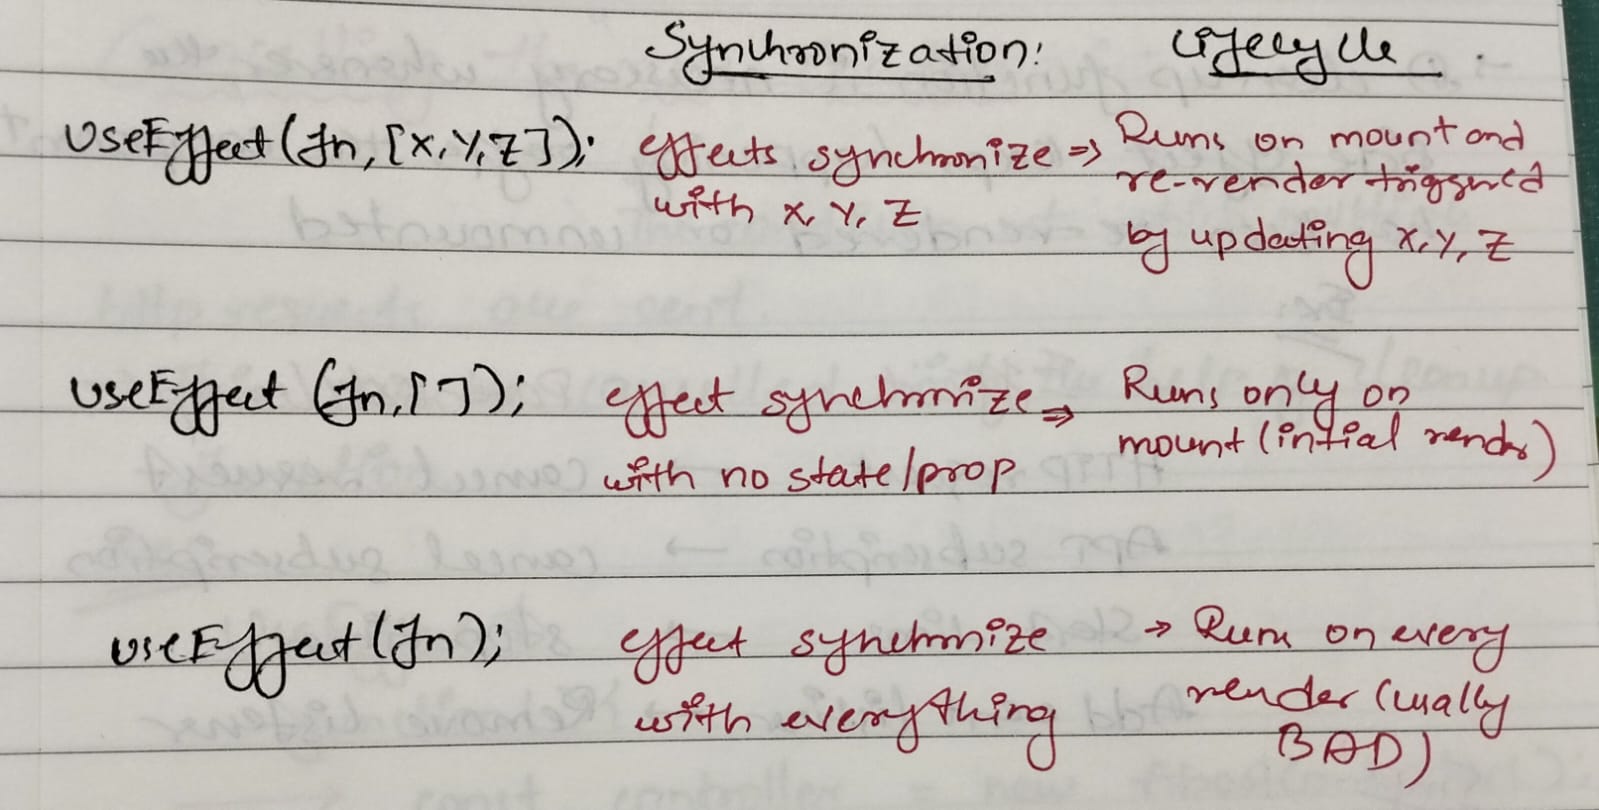 Synchronization: Lifecycle
UseEffect(fn, [X, Y, Z]); effects synchronize => Runs on mount and
with X, Y, Z re-render triggered
by updating X, Y, Z
useEffect (fn, []); effect synchronize => Runs only on
with no state/prop mount (intial render)
useEffect(fn); effect synchronize → Runs on every
with everything render (usually
BAD)